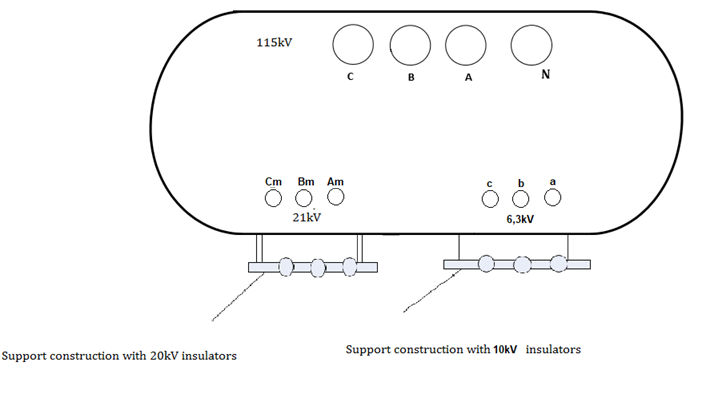 115kV
C B A N
Cm Bm Am c b a
21kV 6,3kV
Support construction with 20kV insulators Support construction with 10kV insulators